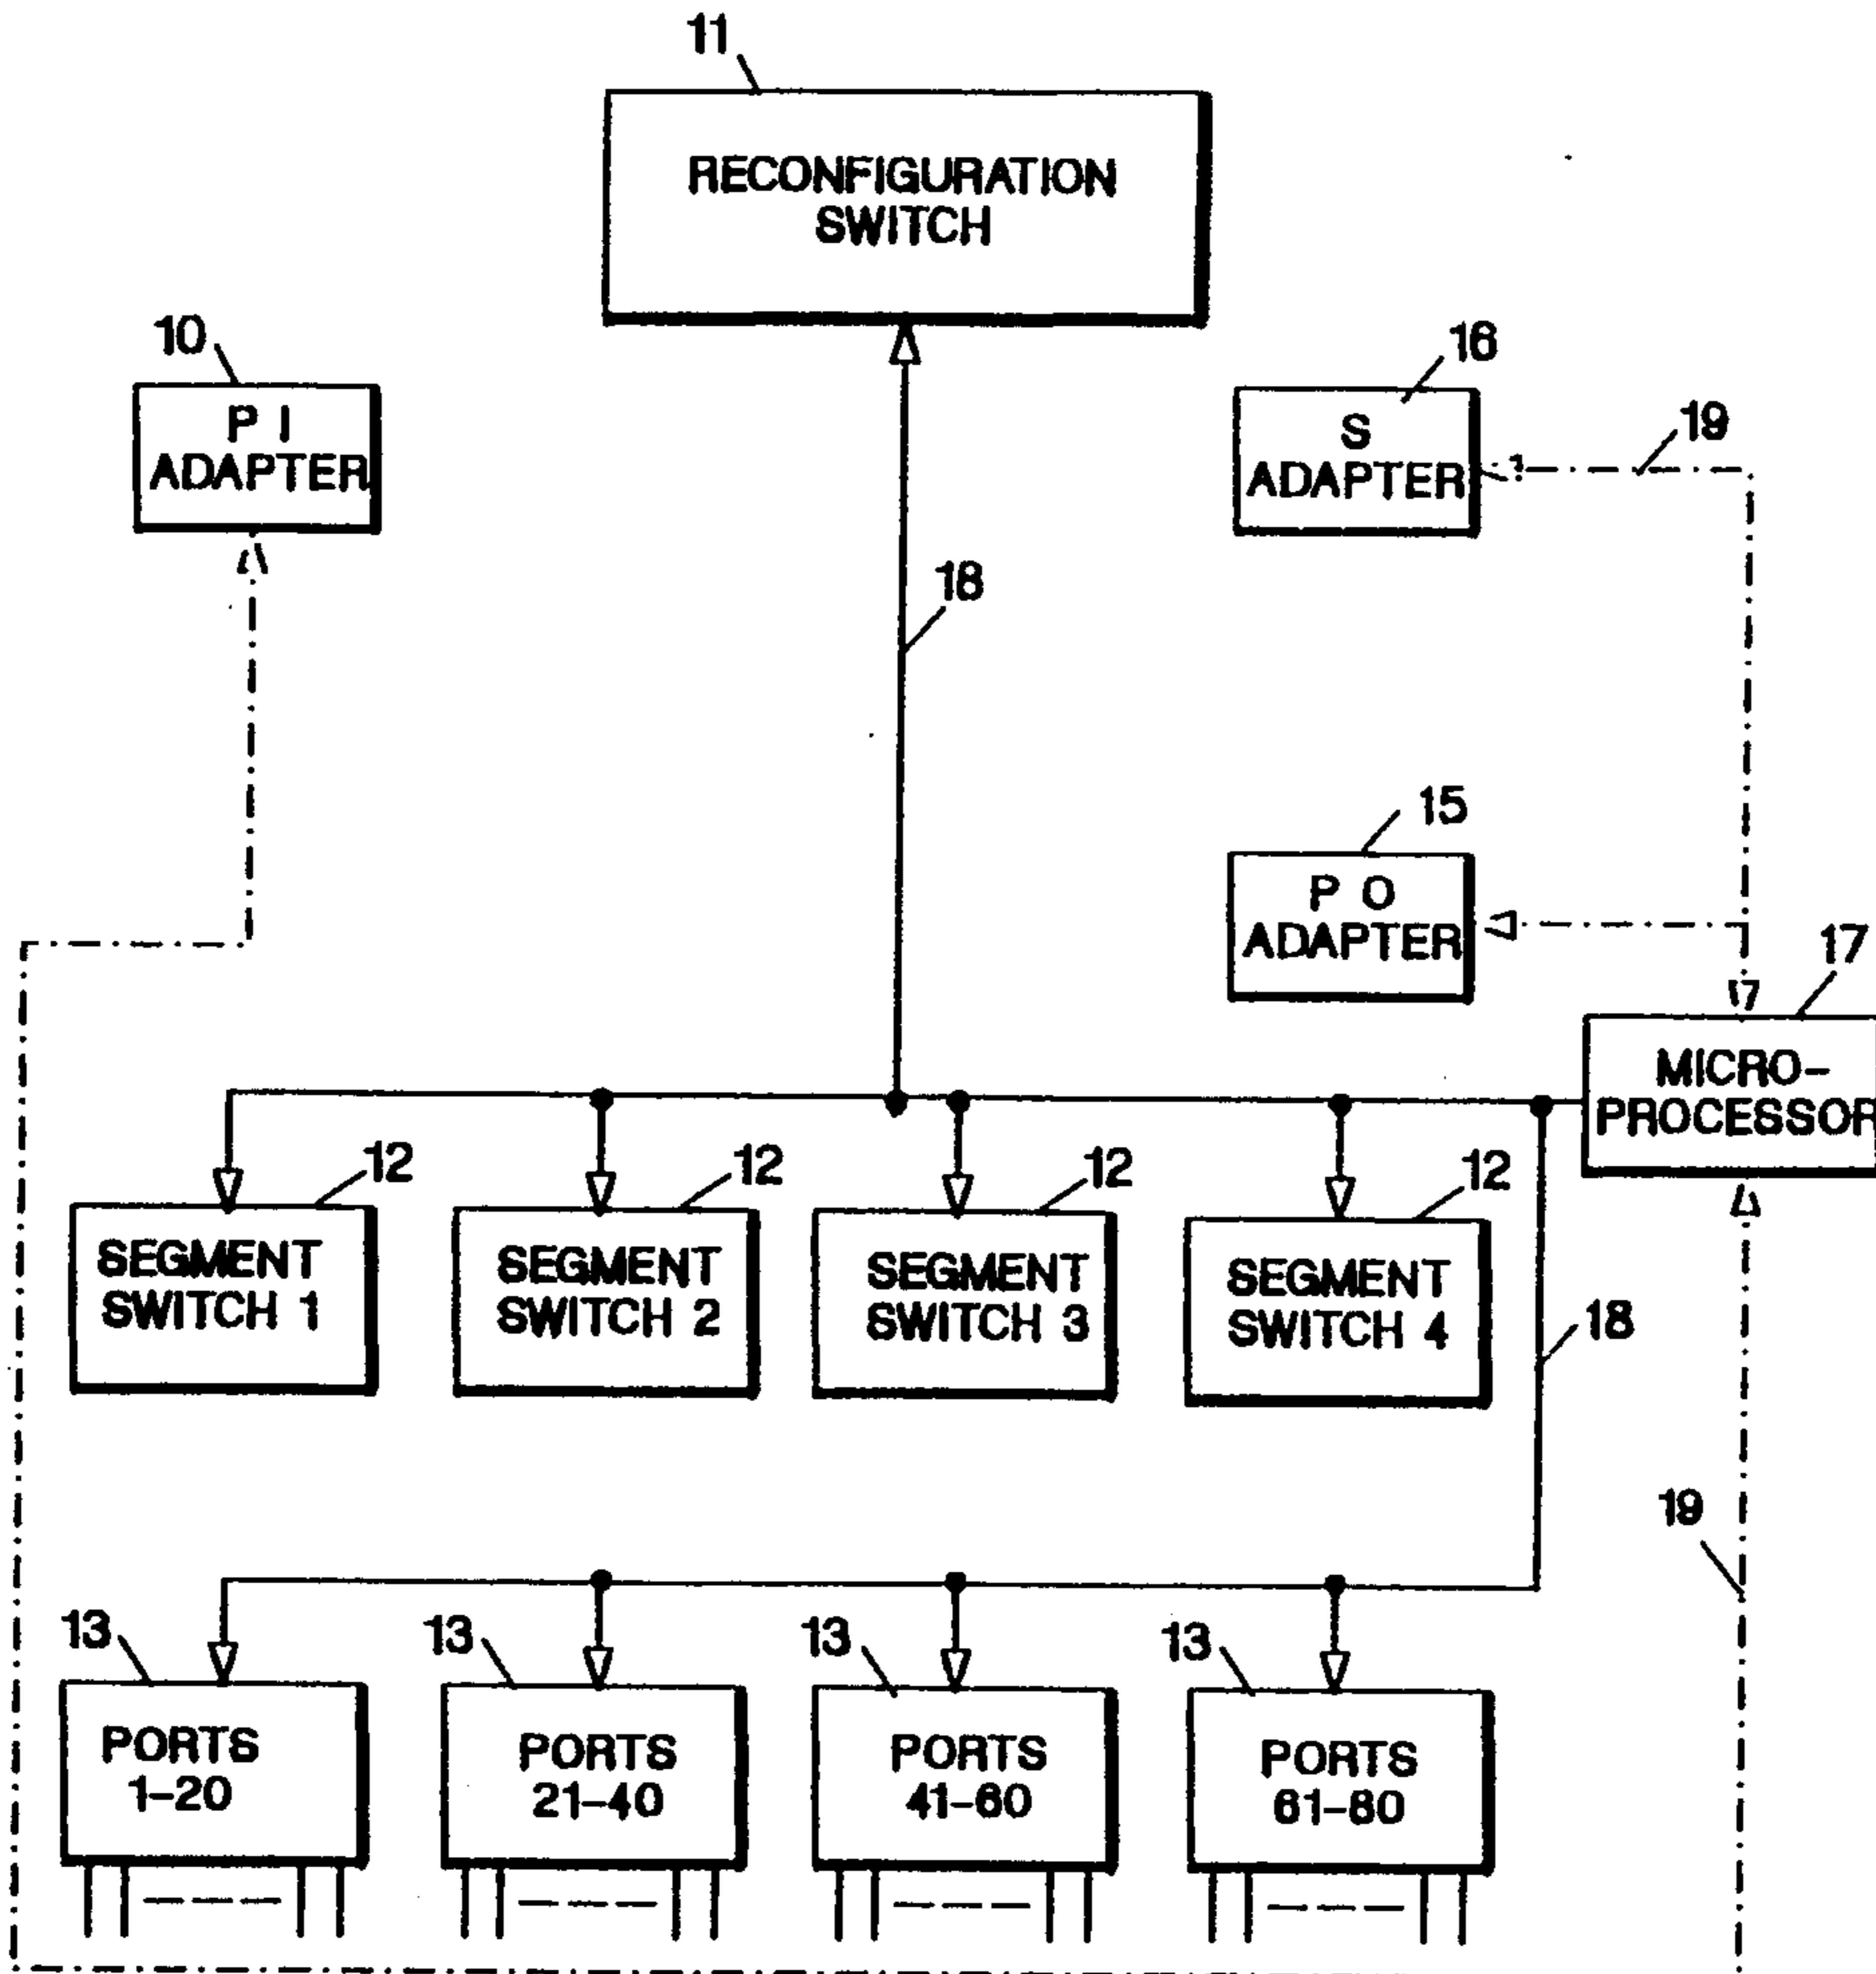 11
RECONFIGURATION
SWITCH
10
P I
ADAPTER
16
S
ADAPTER
19
18
15
P O
ADAPTER
17
MICRO-
PROCESSOR
12
SEGMENT
SWITCH 1
12
SEGMENT
SWITCH 2
12
SEGMENT
SWITCH 3
12
SEGMENT
SWITCH 4
18
19
13
PORTS
1-20
13
PORTS
21-40
13
PORTS
41-60
13
PORTS
61-80